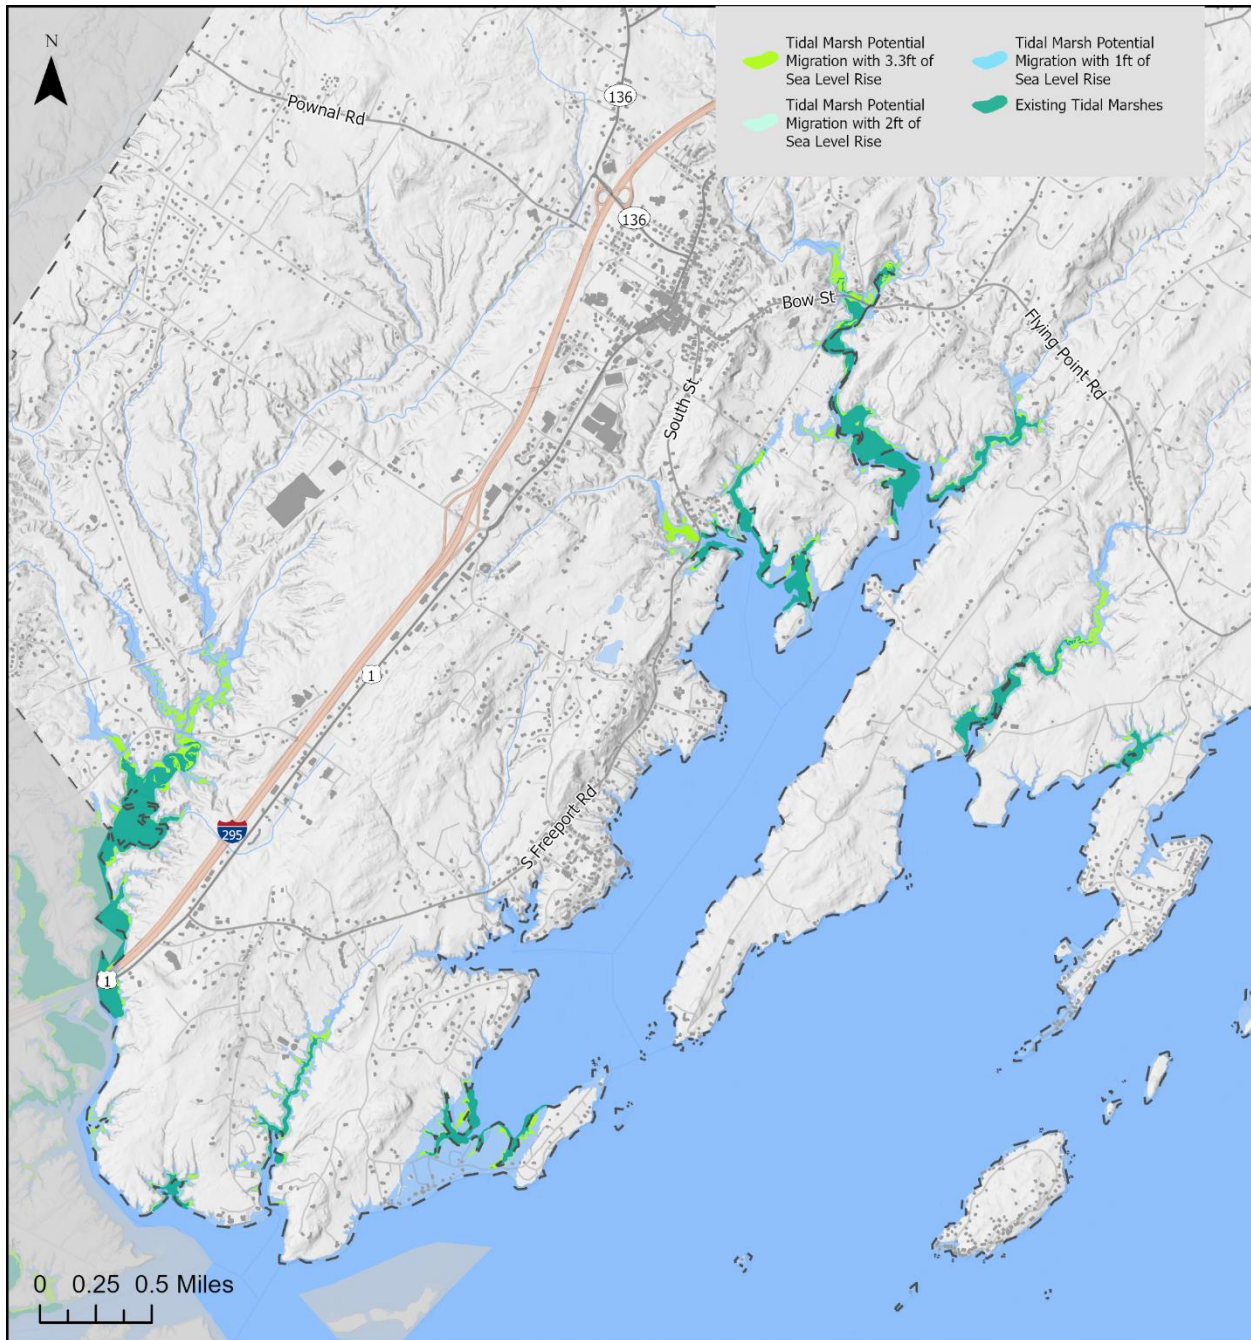 N
Tidal Marsh Potential
Migration with 3.3ft of
Sea Level Rise
Tidal Marsh Potential
Migration with 2ft of
Sea Level Rise
Tidal Marsh Potential
Migration with 1ft of
Sea Level Rise
Existing Tidal Marshes
136
Pownal Rd
136
Bow St
Flying Point Rd
South St
1
S Freeport Rd
295
1
0 0.25 0.5 Miles